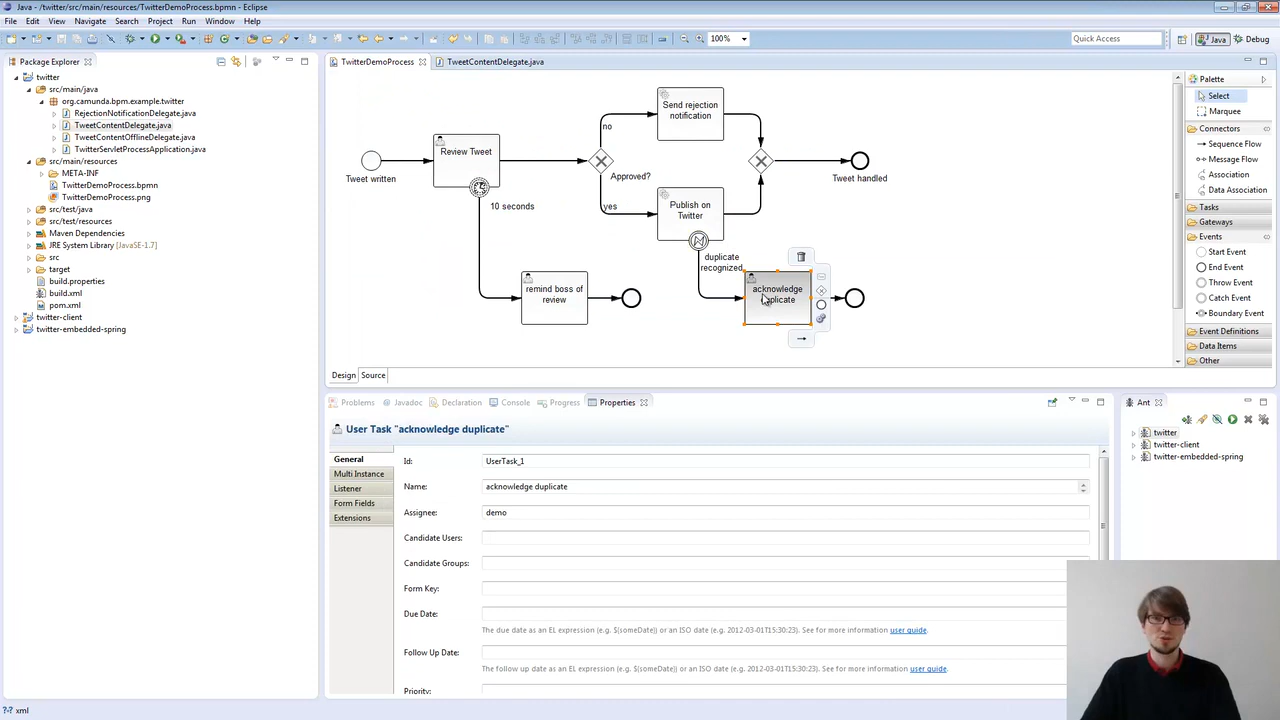 Java - /twitter/src/main/resources/TwitterDemoProcess.bpmn - Eclipse
File Edit View Navigate Search Project Run Window Help
100%
Quick Access
Java
Debug
Package Explorer
twitter
src/main/java
org.camunda.bpm.example.twitter
RejectionNotificationDelegate.java
TweetContentDelegate.java
TweetContentOfflineDelegate.java
TwitterServletProcessApplication.java
src/main/resources
META-INF
TwitterDemoProcess.bpmn
TwitterDemoProcess.png
src/test/java
src/test/resources
Maven Dependencies
JRE System Library [JavaSE-1.7]
src
target
build.properties
build.xml
pom.xml
twitter-client
twitter-embedded-spring
TwitterDemoProcess
TweetContentDelegate.java
Tweet written
Review Tweet
10 seconds
remind boss of
review
no
Approved?
yes
Send rejection
notification
Publish on
Twitter
duplicate
recognized
acknowledge
duplicate
Tweet handled
Palette
Select
Marquee
Connectors
Sequence Flow
Message Flow
Association
Data Association
Tasks
Gateways
Events
Start Event
End Event
Throw Event
Catch Event
Boundary Event
Event Definitions
Data Items
Other
Design
Source
Problems
Javadoc
Declaration
Console
Progress
Properties
User Task "acknowledge duplicate"
General
Multi Instance
Listener
Form Fields
Extensions
Id:
UserTask_1
Name:
acknowledge duplicate
Assignee:
demo
Candidate Users:
Candidate Groups:
Form Key:
Due Date:
The due date as an EL expression (e.g. ${someDate}) or an ISO date (e.g. 2012-03-01T15:30:23). See for more information user guide.
Follow Up Date:
The follow up date as an EL expression (e.g. ${someDate}) or an ISO date (e.g. 2012-03-01T15:30:23). See for more information user guide.
Priority:
Ant
twitter
twitter-client
twitter-embedded-spring
xml